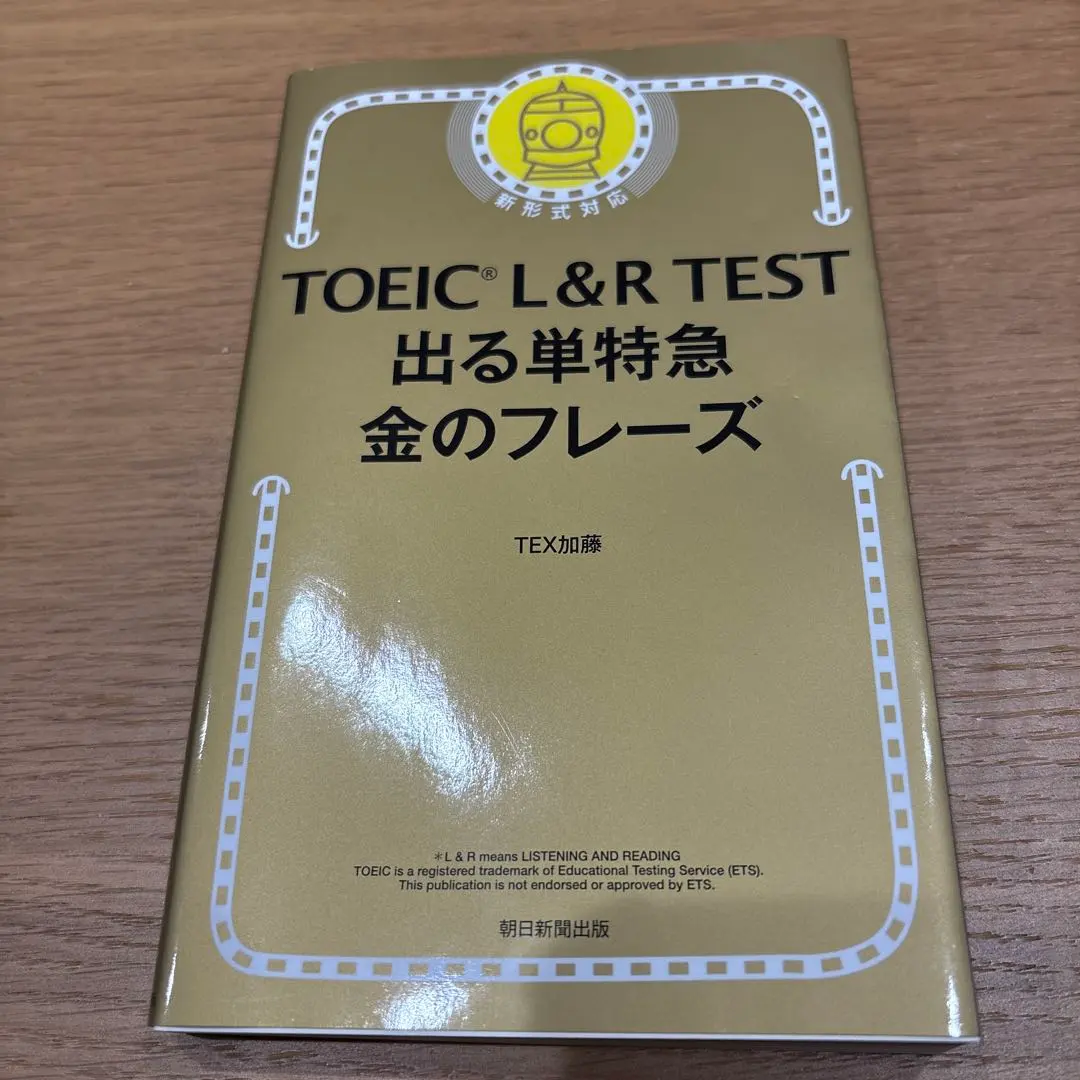 新形式対応
TOEIC® L&R TEST
出る単特急
金のフレーズ
TEX加藤
*L & R means LISTENING AND READING
TOEIC is a registered trademark of Educational Testing Service (ETS).
This publication is not endorsed or approved by ETS.
朝日新聞出版